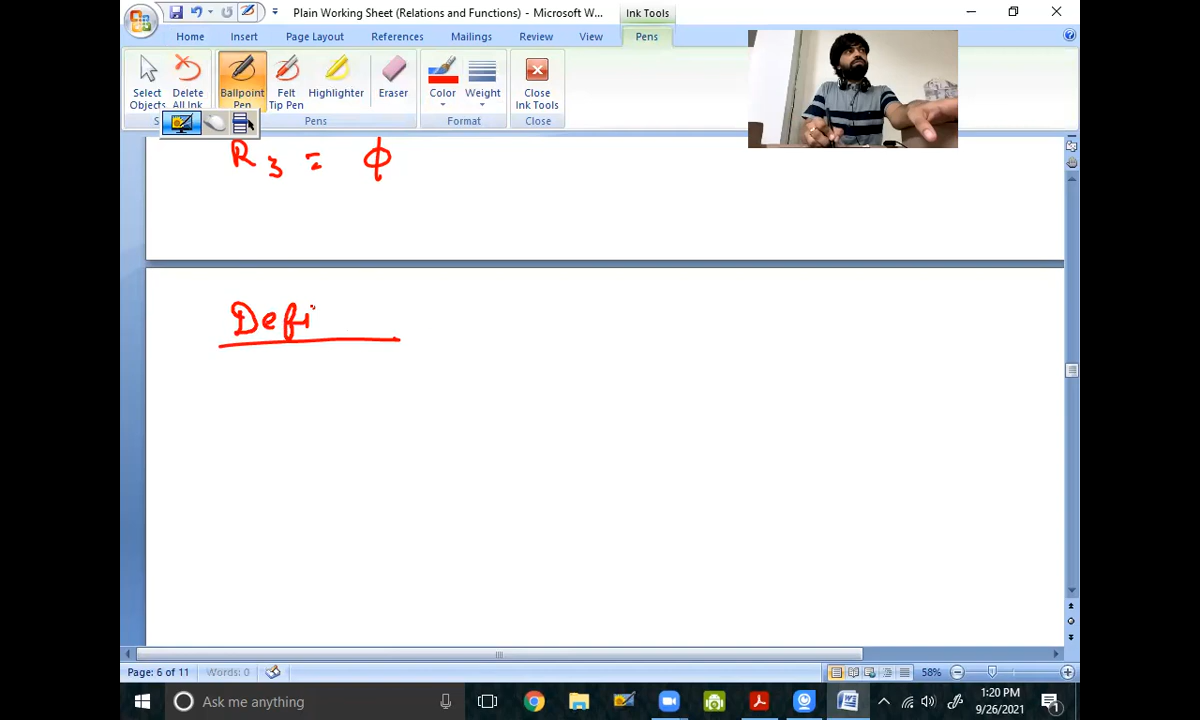 Plain Working Sheet (Relations and Functions) - Microsoft W...
Ink Tools
Home Insert Page Layout References Mailings Review View Pens
Select Objects
Delete All Ink
Ballpoint Pen
Felt Tip Pen
Highlighter
Eraser
Color
Weight
Close Ink Tools
Pens Format Close
R3 = ϕ
Defi
Page: 6 of 11 Words: 0 58%
Ask me anything
1:20 PM
9/26/2021